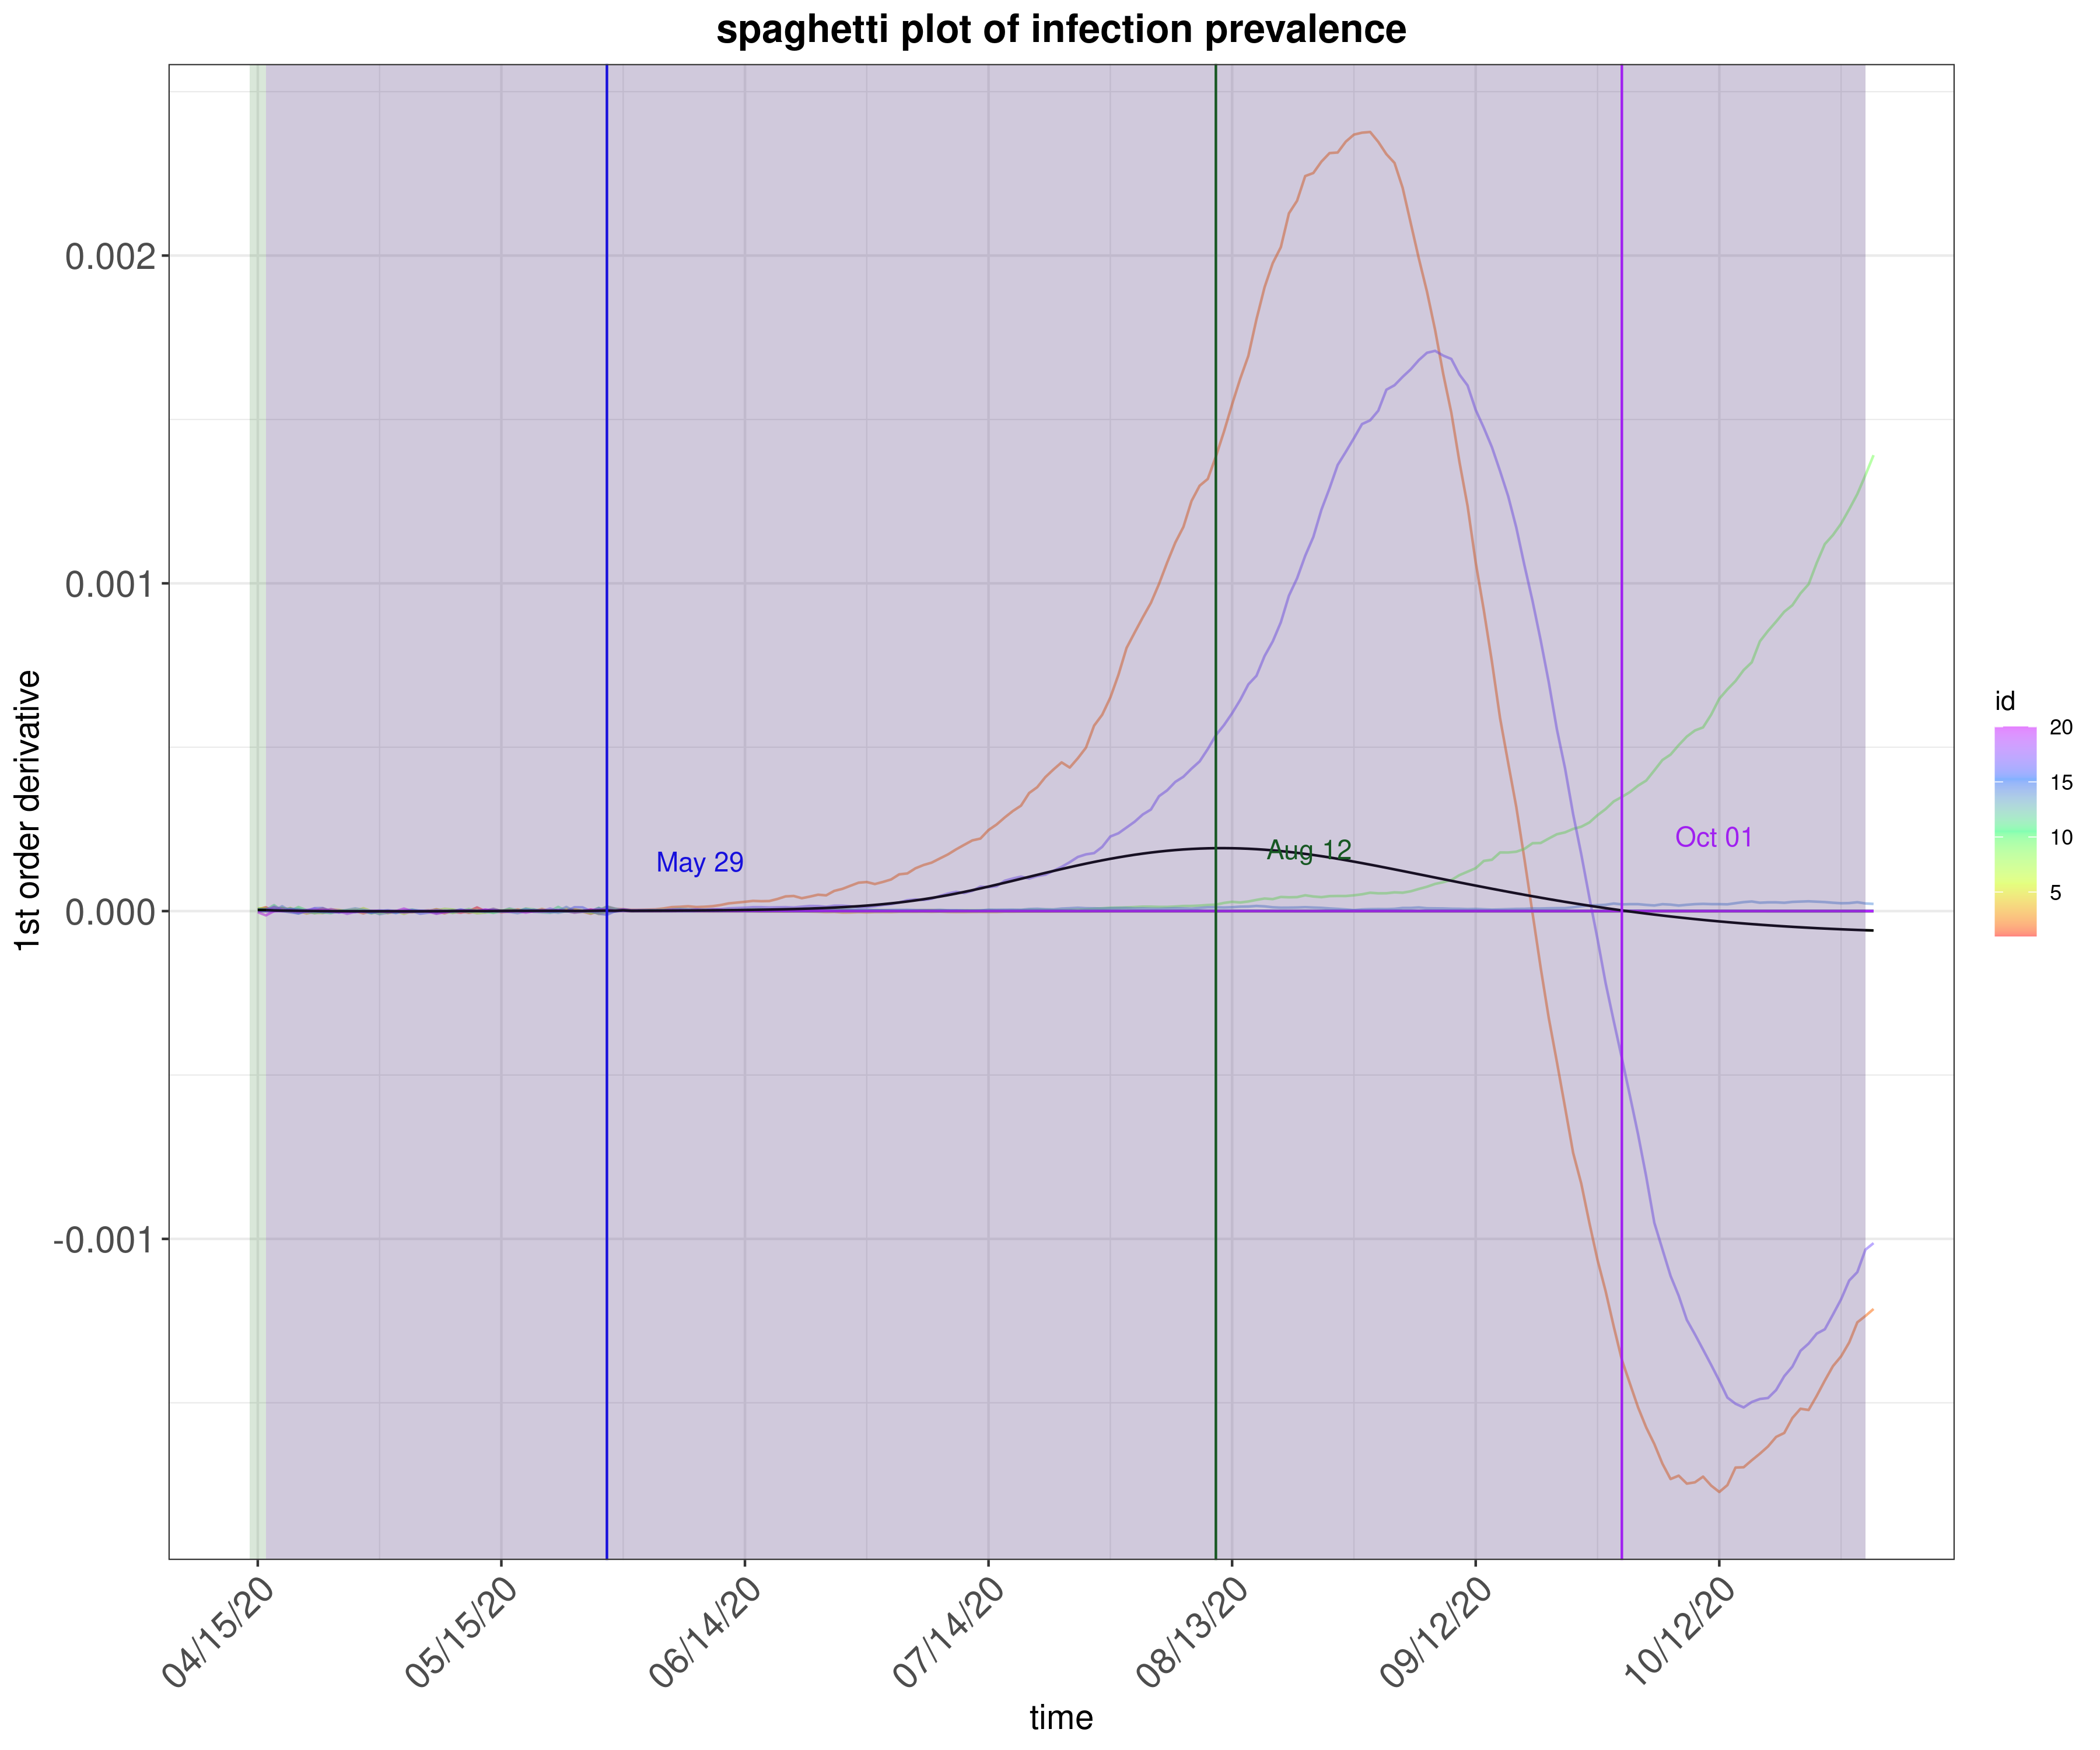 spaghetti plot of infection prevalence
1st order derivative
0.002
0.001
0.000
-0.001
May 29
Aug 12
Oct 01
04/15/20
05/15/20
06/14/20
07/14/20
08/13/20
09/12/20
10/12/20
time
id
20
15
10
5